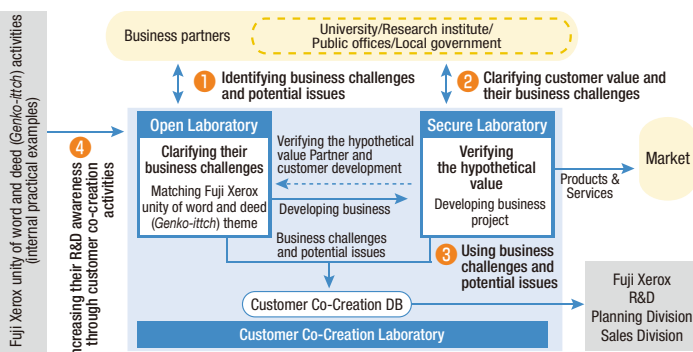 Fuji Xerox unity of word and deed (Genko-ittch) activities
(internal practical examples)
Business partners
University/Research institute/
Public offices/Local government/
1 Identifying business challenges
and potential issues
2 Clarifying customer value and
their business challenges
4
Increasing their R&D awareness
through customer co-creation
activities
Open Laboratory
Clarifying their
business challenges
Matching Fuji Xerox
unity of word and deed
(Genko-ittch) theme
Verifying the hypothetical
value Partner and
customer development
Developing business
Secure Laboratory
Verifying
the hypothetical
value
Developing business
project
Products &
Services
Market
Business challenges
and potential issues
3 Using business
challenges and
potential issues
Customer Co-Creation DB
Customer Co-Creation Laboratory
Fuji Xerox
R&D
Planning Division
Sales Division